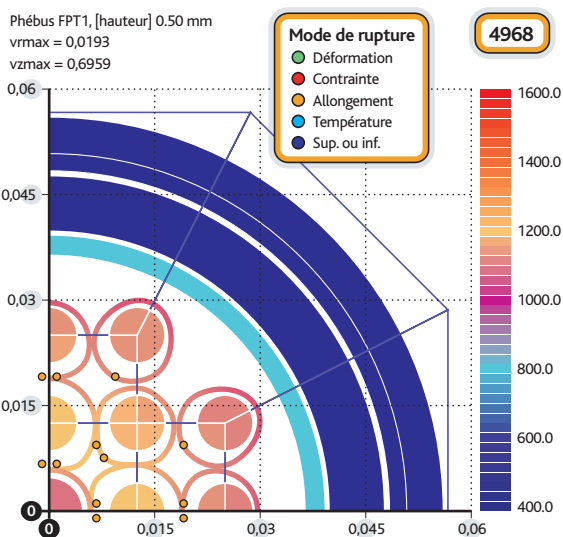 Phébus FPT1, [hauteur] 0.50 mm
vrmax = 0,0193
vzmax = 0,6959
Mode de rupture
Déformation
Contrainte
Allongement
Température
Sup. ou inf.
4968
0,06
0,045
0,03
0,015
0
0
0,015
0,03
0,045
0,06
1600.0
1400.0
1200.0
1000.0
800.0
600.0
400.0